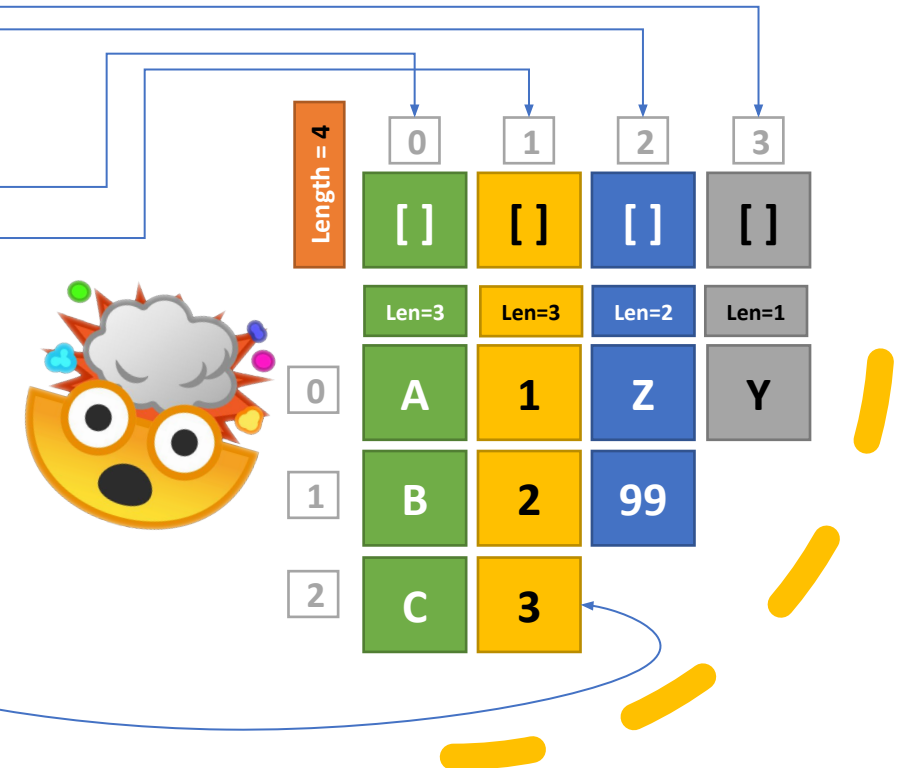 Length = 4
0 1 2 3
[ ] [ ] [ ] [ ]
Len=3 Len=3 Len=2 Len=1
0 A 1 Z Y
1 B 2 99
2 C 3